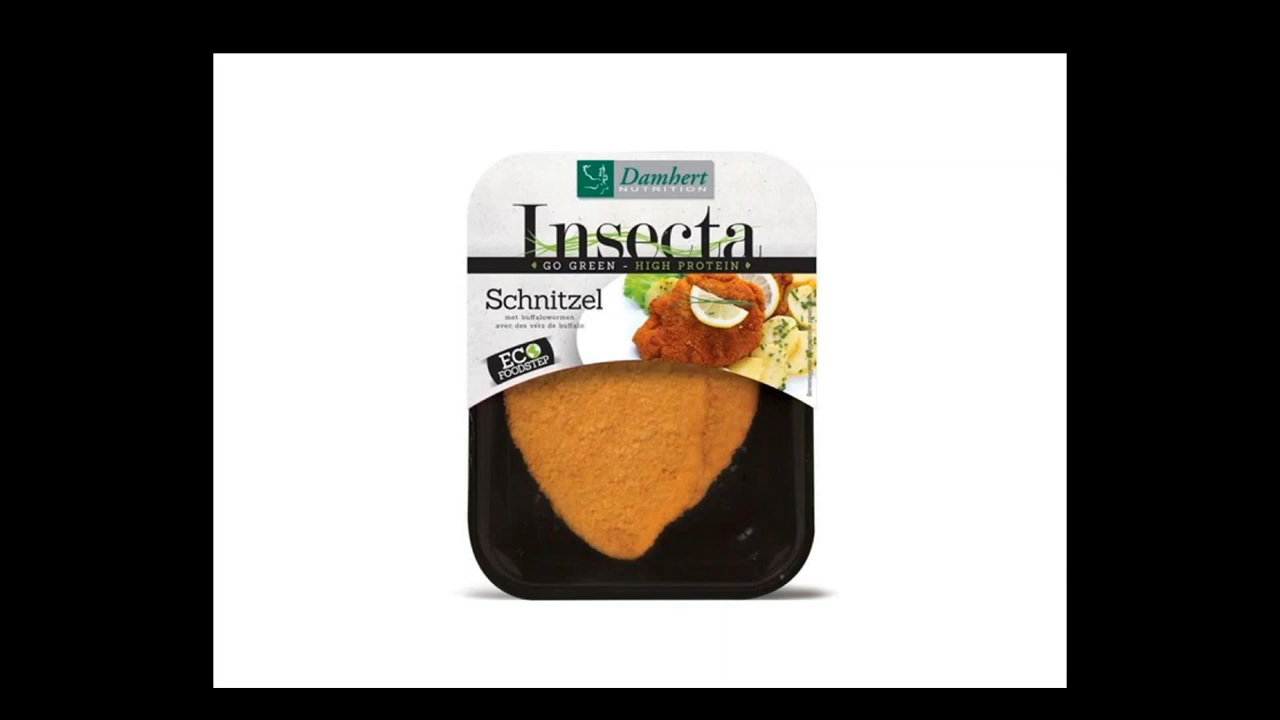 Damhert
NUTRITION
Insecta
GO GREEN - HIGH PROTEIN
Schnitzel
met buffalowormen
avec des vers de buffalo
ECO
FOODSTEP